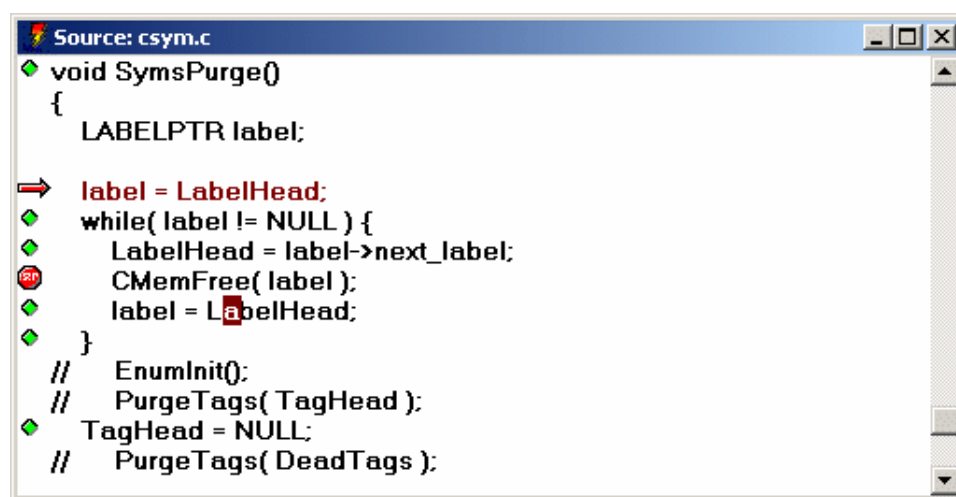 Source: csym.c
void SymsPurge()
{
LABELPTR label;
label = LabelHead;
while( label != NULL ) {
LabelHead = label->next_label;
CMemFree( label );
label = LabelHead;
}
// EnumInit();
// PurgeTags( TagHead );
TagHead = NULL;
// PurgeTags( DeadTags );